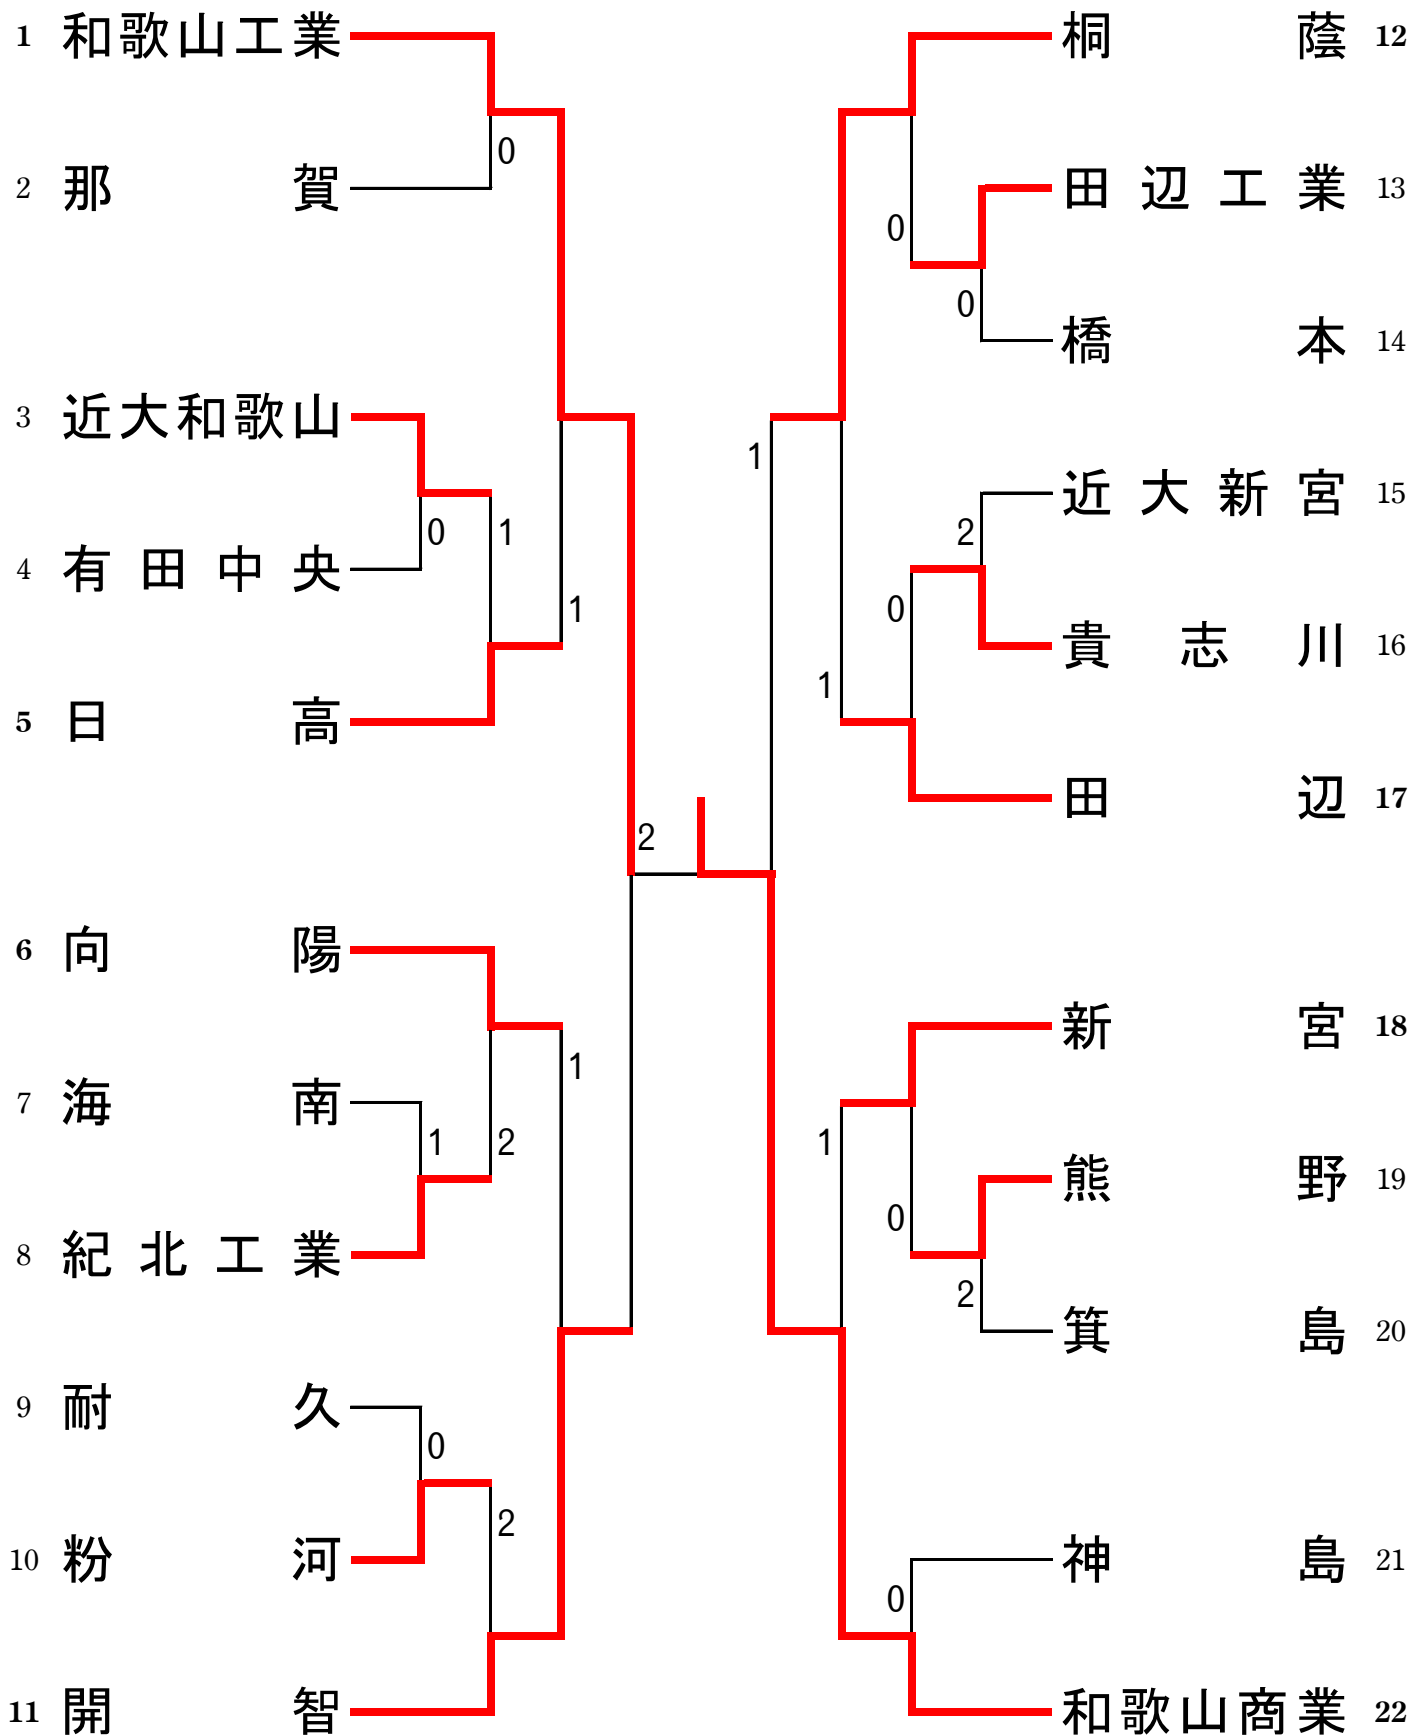 1 和歌山工業
0
2 那賀
3 近大和歌山
0
1
4 有田中央
1
5 日高
2
6 向陽
1
7 海南
1
2
8 紀北工業
9 耐久
0
2
10 粉河
11 開智
桐蔭 12
田辺工業 13
0
0
橋本 14
1
近大新宮 15
2
0
貴志川 16
1
田辺 17
新宮 18
1
熊野 19
0
2
箕島 20
神島 21
0
和歌山商業 22